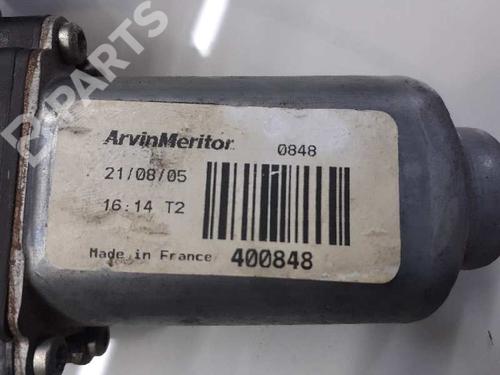 B-PARTS
ArvinMeritor 0848
21/08/05
16:14 T2
Made in France 400848